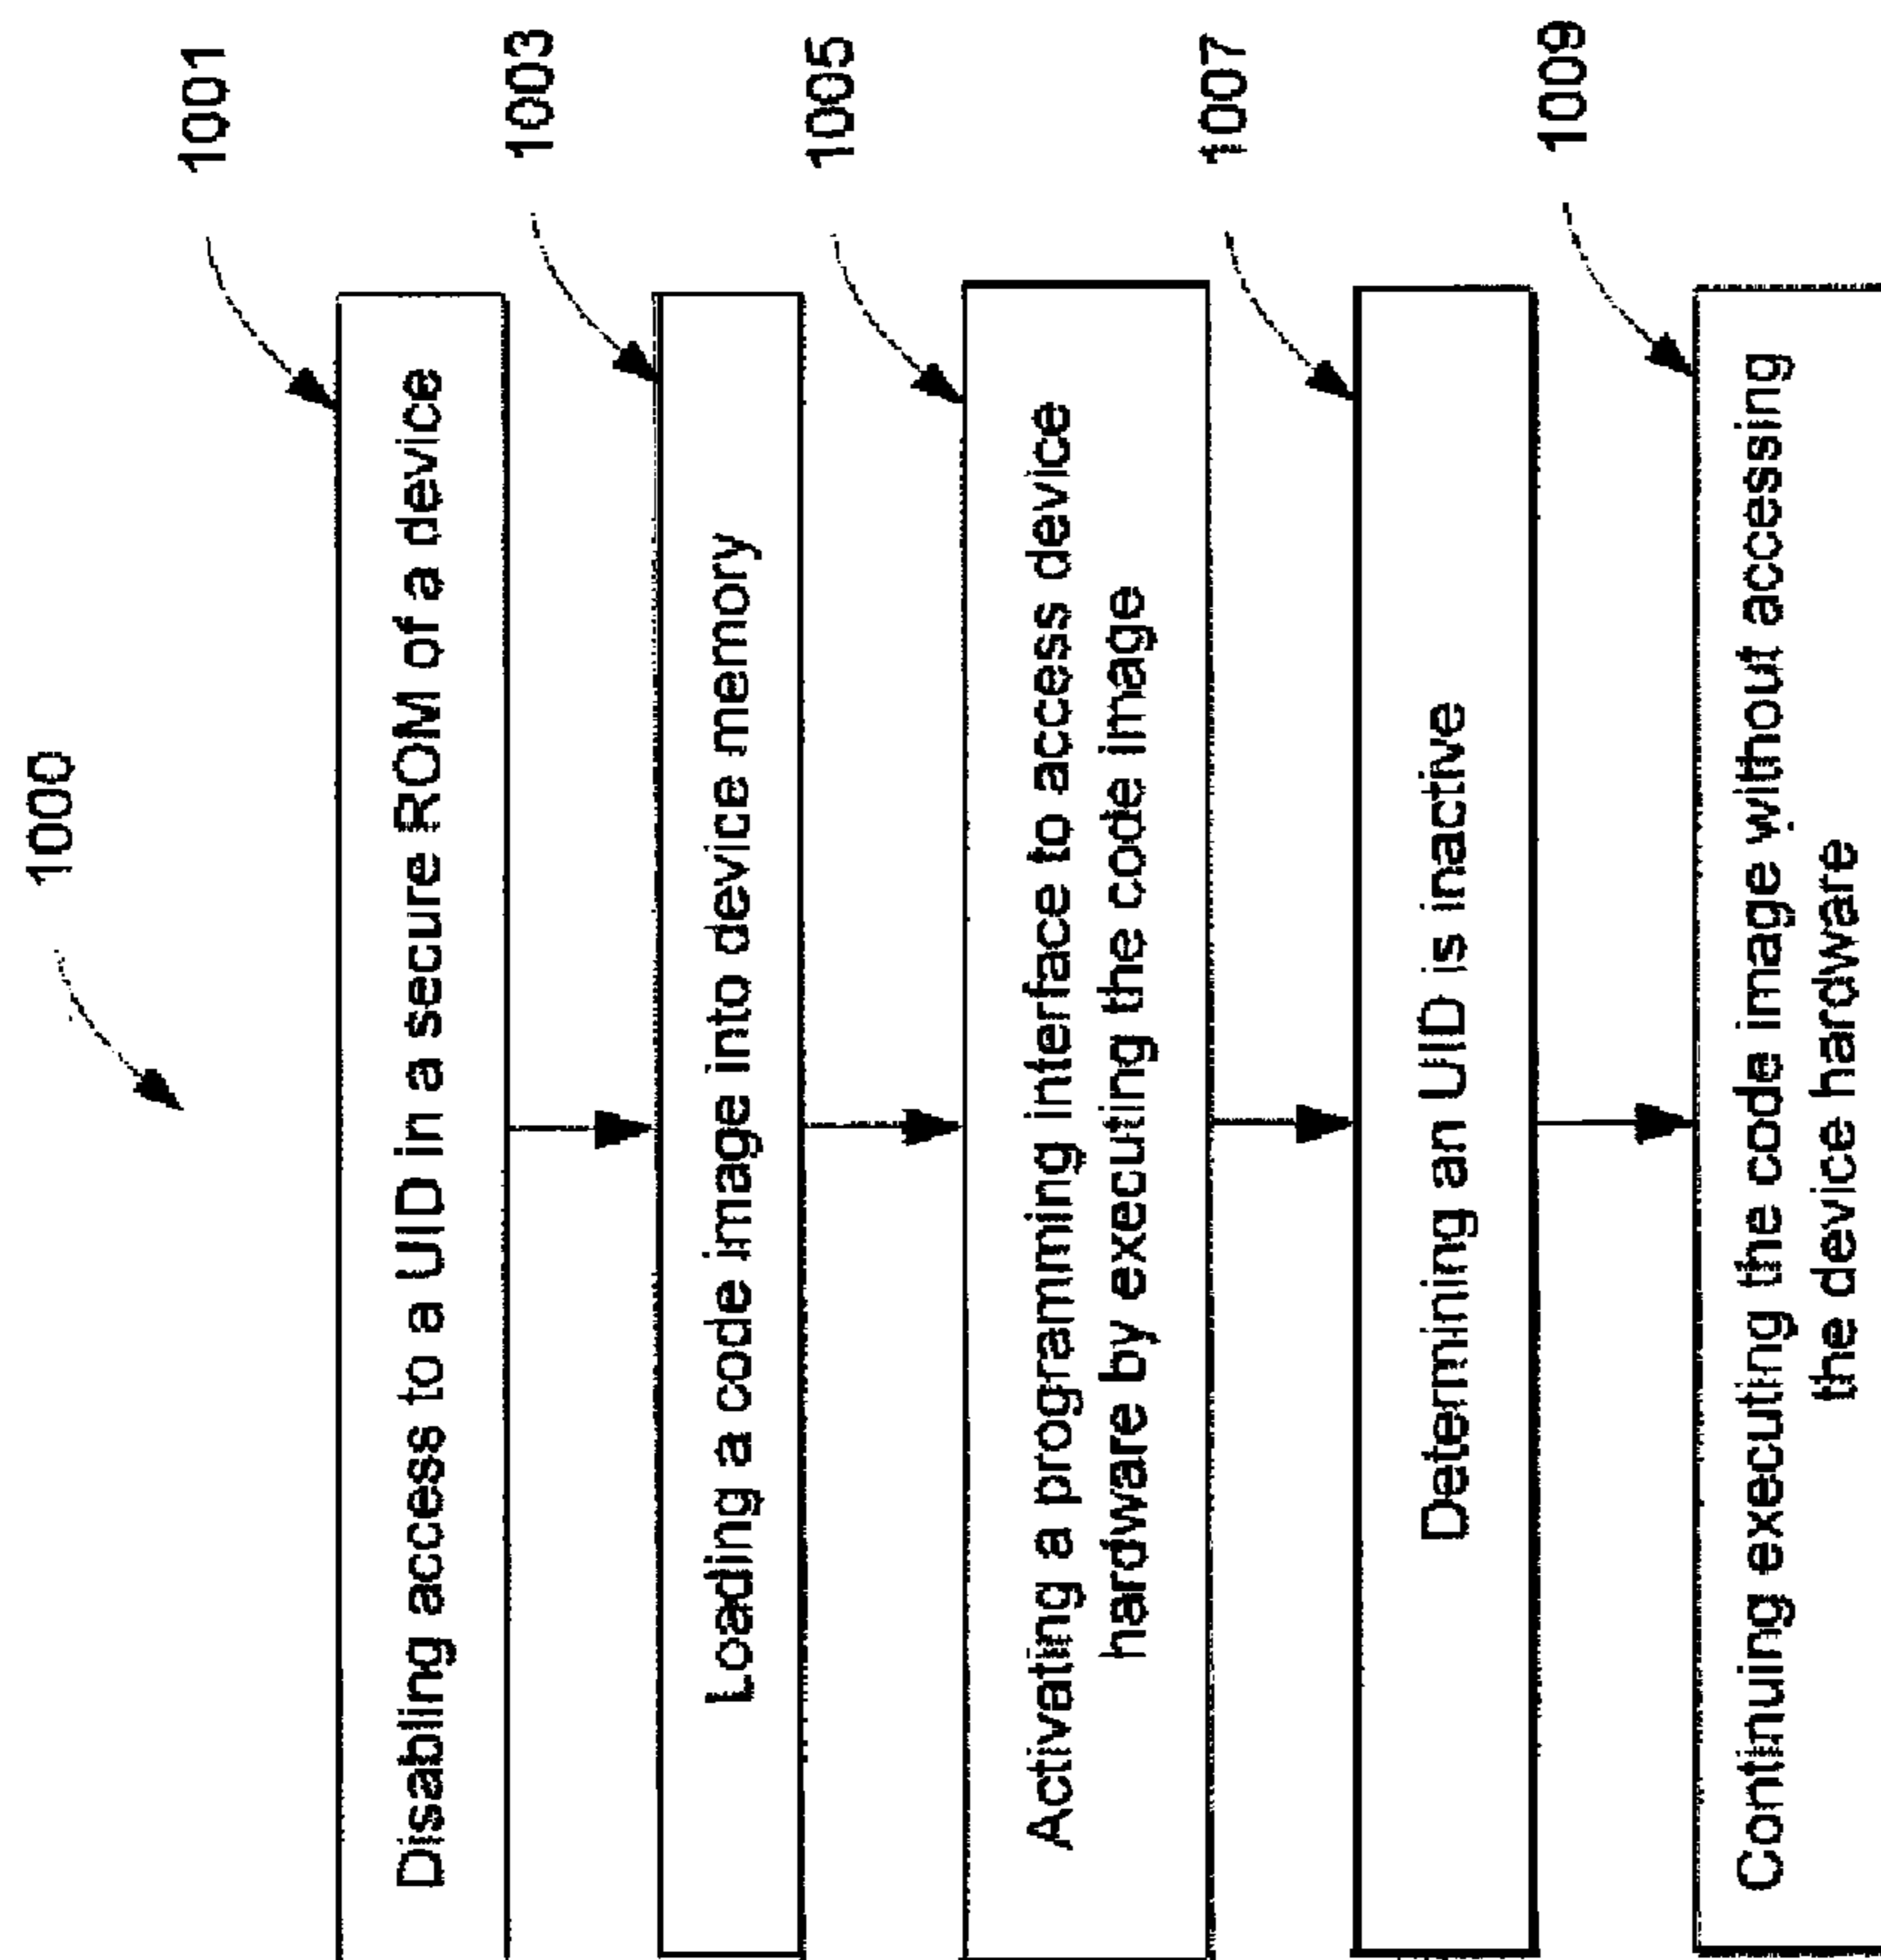 1000
1001
Disabling access to a UID in a secure ROM of a device
1003
Loading a code image into device memory
1005
Activating a programming interface to access device
hardware by executing the code image
1007
Determining an UID is inactive
1009
Continuing executing the code image without accessing
the device hardware